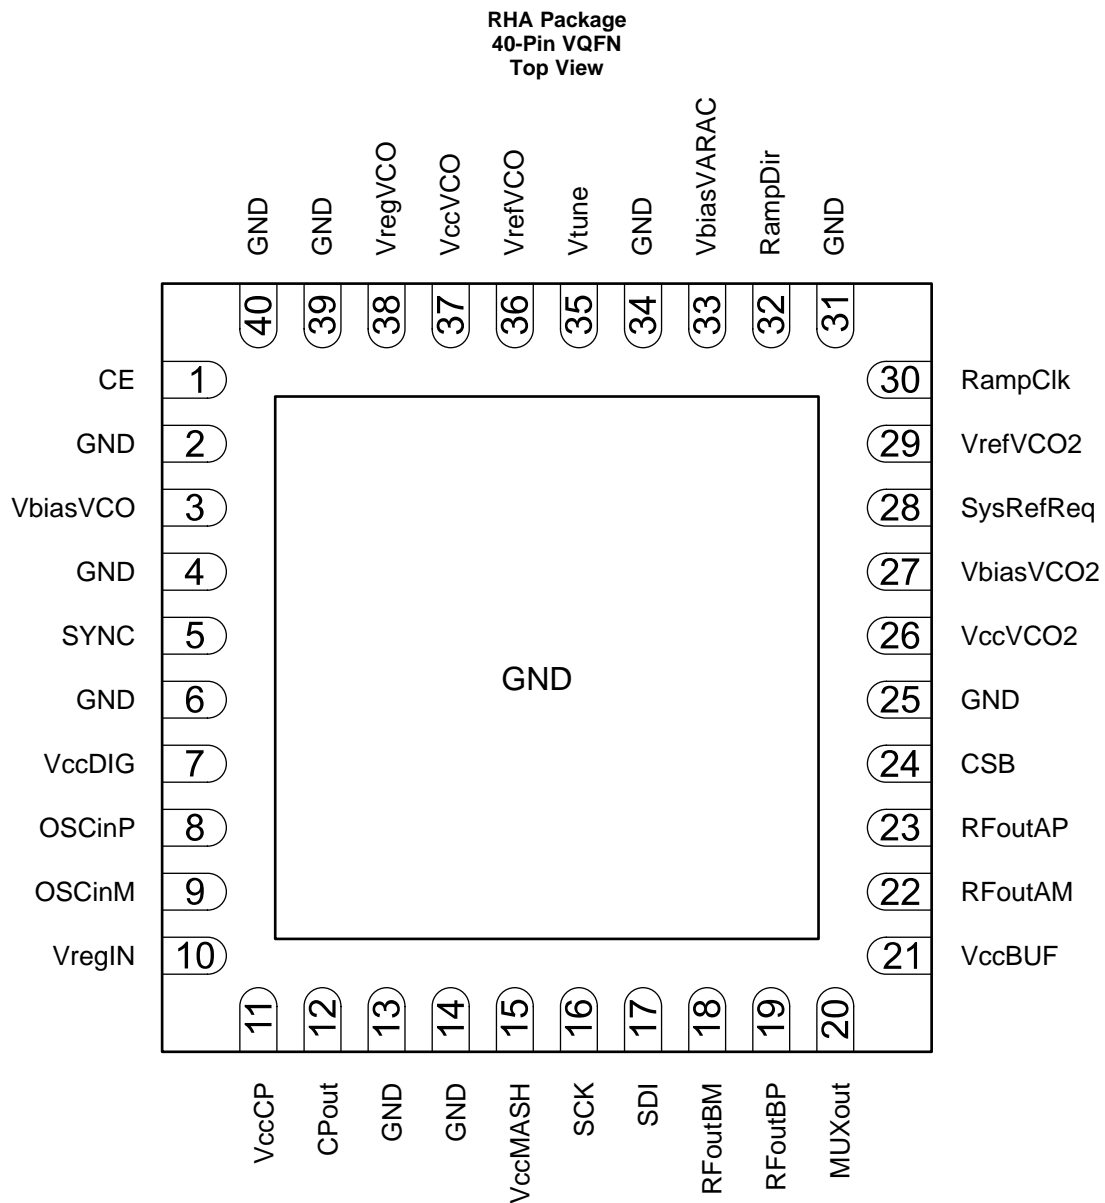 RHA Package
40-Pin VQFN
Top View
GND
GND
VregVCO
VccVCO
VrefVCO
Vtune
GND
VbiasVARAC
RampDir
GND
40
39
38
37
36
35
34
33
32
31
CE 1
GND 2
VbiasVCO 3
GND 4
SYNC 5
GND 6
VccDIG 7
OSCinP 8
OSCinM 9
VregIN 10
GND
30 RampClk
29 VrefVCO2
28 SysRefReq
27 VbiasVCO2
26 VccVCO2
25 GND
24 CSB
23 RFoutAP
22 RFoutAM
21 VccBUF
11
12
13
14
15
16
17
18
19
20
VccCP
CPout
GND
GND
VccMASH
SCK
SDI
RFoutBM
RFoutBP
MUXout